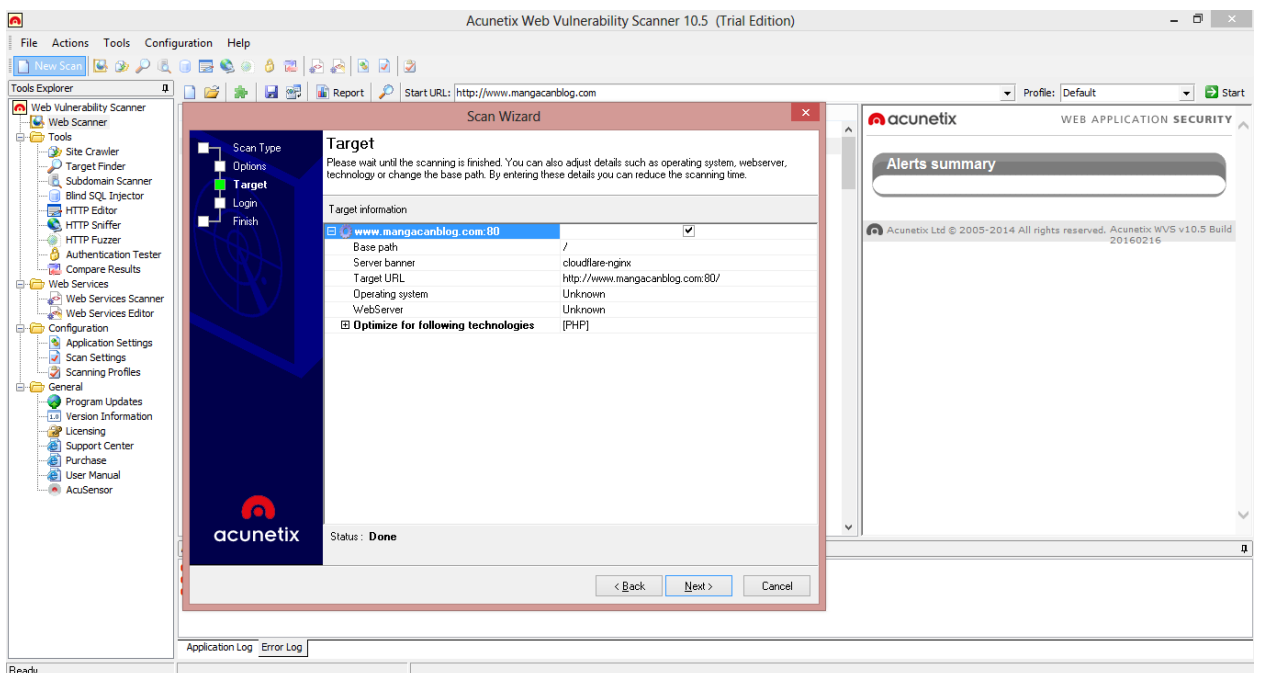 Acunetix Web Vulnerability Scanner 10.5 (Trial Edition)
File Actions Tools Configuration Help
New Scan
Tools Explorer
Report Start URL: http://www.mangacanblog.com Profile: Default Start
Web Vulnerability Scanner
Web Scanner
Tools
Site Crawler
Target Finder
Subdomain Scanner
Blind SQL Injector
HTTP Editor
HTTP Sniffer
HTTP Fuzzer
Authentication Tester
Compare Results
Web Services
Web Services Scanner
Web Services Editor
Configuration
Application Settings
Scan Settings
Scanning Profiles
General
Program Updates
Version Information
Licensing
Support Center
Purchase
User Manual
AcuSensor
Scan Wizard
Scan Type
Options
Target
Login
Finish
acunetix
Target
Please wait until the scanning is finished. You can also adjust details such as operating system, webserver,
technology or change the base path. By entering these details you can reduce the scanning time.
Target information
www.mangacanblog.com:80
Base path /
Server banner cloudflare-nginx
Target URL http://www.mangacanblog.com:80/
Operating system Unknown
WebServer Unknown
Optimize for following technologies [PHP]
Status : Done
< Back Next > Cancel
acunetix WEB APPLICATION SECURITY
Alerts summary
Acunetix Ltd © 2005-2014 All rights reserved. Acunetix WVS v10.5 Build
20160216
Application Log Error Log
Ready